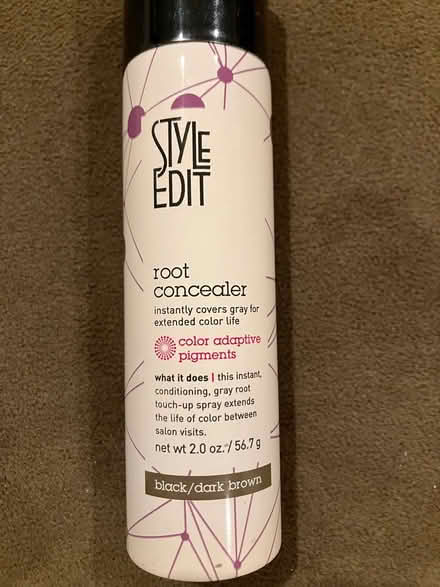 STYLE
EDIT
root
concealer
instantly covers gray for
extended color life
color adaptive
pigments
what it does | this instant,
conditioning, gray root
touch-up spray extends
the life of color between
salon visits.
net wt 2.0 oz./ 56.7 g
black/dark brown